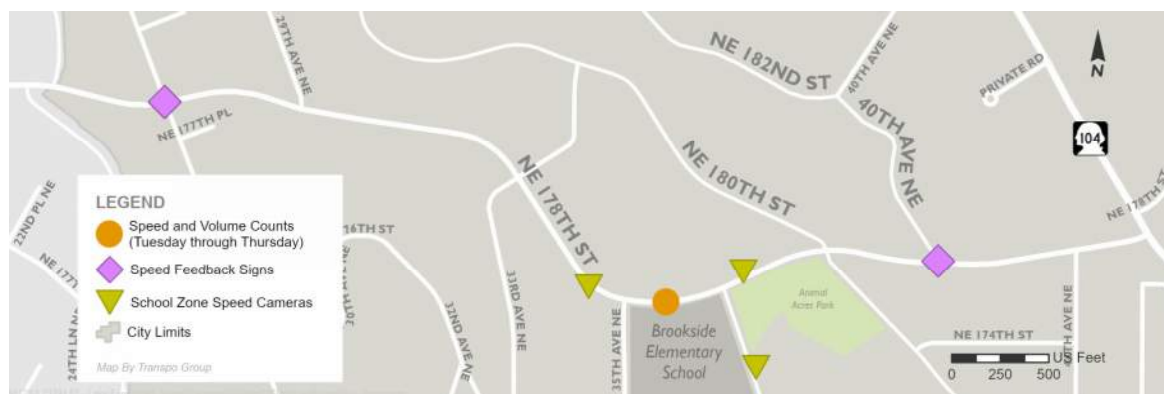 29TH AVE NE
NE 182ND ST
40TH AVE NE
40TH AVE NE
PRIVATE RD
N
104
NE 177TH PL
NE 178TH ST
NE 180TH ST
NE 178TH ST
22ND PL NE
24TH LN NE
LEGEND
Speed and Volume Counts
(Tuesday through Thursday)
Speed Feedback Signs
School Zone Speed Cameras
City Limits
Map By Transpo Group
32ND AVE NE
33RD AVE NE
35TH AVE NE
Brookside
Elementary
School
Animal
Acres Park
NE 174TH ST
US Feet
0 250 500